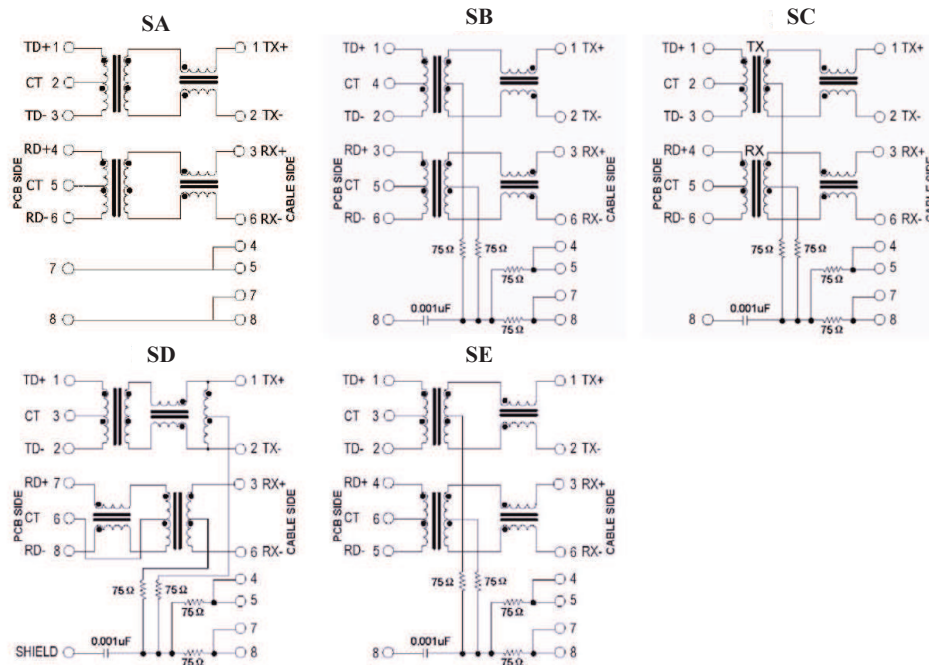 SA
TD+ 1
1 TX+
CT 2
TD- 3
2 TX-
RD+4
3 RX+
CT 5
RD- 6
6 RX-
PCB SIDE
CABLE SIDE
4
7
5
7
8
8
SB
TD+ 1
1 TX+
CT 4
TD- 2
2 TX-
RD+ 3
3 RX+
CT 5
RD- 6
6 RX-
PCB SIDE
CABLE SIDE
75Ω
75Ω
4
5
75Ω
7
0.001uF
8
8
75Ω
SC
TD+ 1
TX
1 TX+
CT 2
TD- 3
2 TX-
RD+4
RX
3 RX+
CT 5
RD- 6
6 RX-
PCB SIDE
CABLE SIDE
75Ω
75Ω
4
5
75Ω
7
0.001uF
8
8
75Ω
SD
TD+ 1
1 TX+
CT 3
TD- 2
2 TX-
RD+ 7
3 RX+
CT 6
RD- 8
6 RX-
PCB SIDE
CABLE SIDE
75Ω
75Ω
4
5
75Ω
7
0.001uF
SHIELD
8
75Ω
SE
TD+ 1
1 TX+
CT 3
TD- 2
2 TX-
RD+ 4
3 RX+
CT 6
RD- 5
6 RX-
PCB SIDE
CABLE SIDE
75Ω
75Ω
4
5
75Ω
7
0.001uF
8
8
75Ω